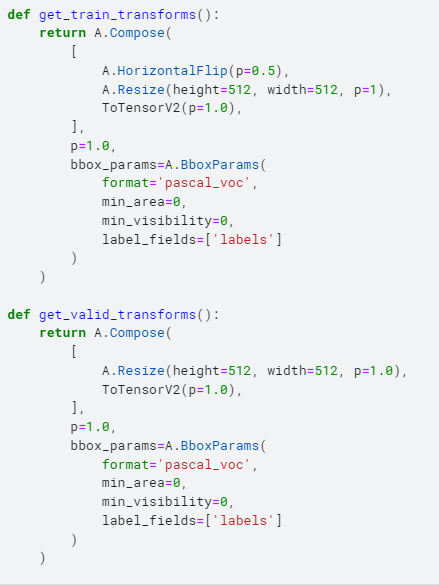 def get_train_transforms():
    return A.Compose(
        [
            A.HorizontalFlip(p=0.5),
            A.Resize(height=512, width=512, p=1),
            ToTensorV2(p=1.0),
        ],
        p=1.0,
        bbox_params=A.BboxParams(
            format='pascal_voc',
            min_area=0,
            min_visibility=0,
            label_fields=['labels']
        )
    )

def get_valid_transforms():
    return A.Compose(
        [
            A.Resize(height=512, width=512, p=1.0),
            ToTensorV2(p=1.0),
        ],
        p=1.0,
        bbox_params=A.BboxParams(
            format='pascal_voc',
            min_area=0,
            min_visibility=0,
            label_fields=['labels']
        )
    )